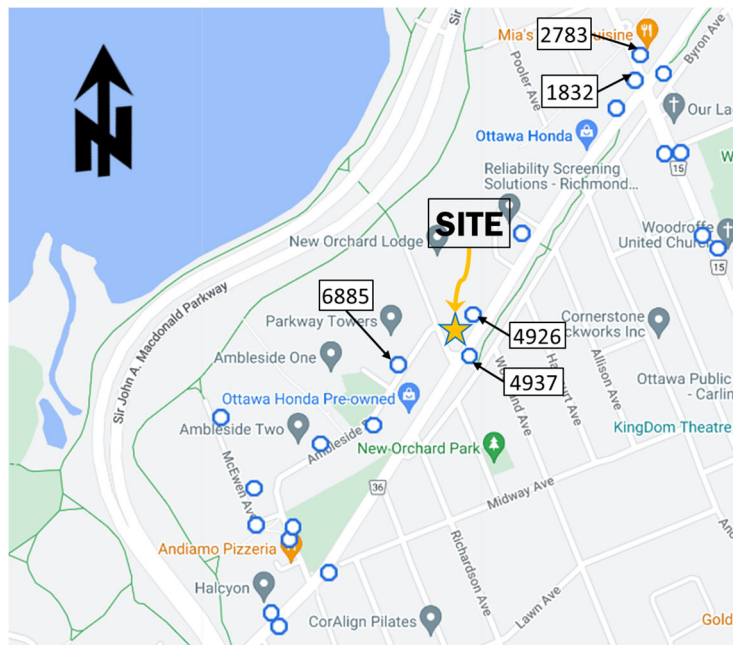 Sir
Mia's
uisine
2783
Byron Ave
Pooler Ave
1832
Our La
Ottawa Honda
W
15
Reliability Screening
Solutions - Richmond...
SITE
Woodroffe
United Church
New Orchard Lodge
15
Sir John A. Macdonald Parkway
6885
Parkway Towers
4926
Cornerstone
ckworks Inc
Ambleside One
4937
Allison Ave
Ottawa Public
- Carlin
Ottawa Honda Pre-owned
KingDom Theatre
Ambleside Two
Ambleside
New Orchard Park
McEwen Ave
36
Midway Ave
Andiamo Pizzeria
Richardson Ave
Halcyon
Lawn Ave
CorAlign Pilates
Gold
N